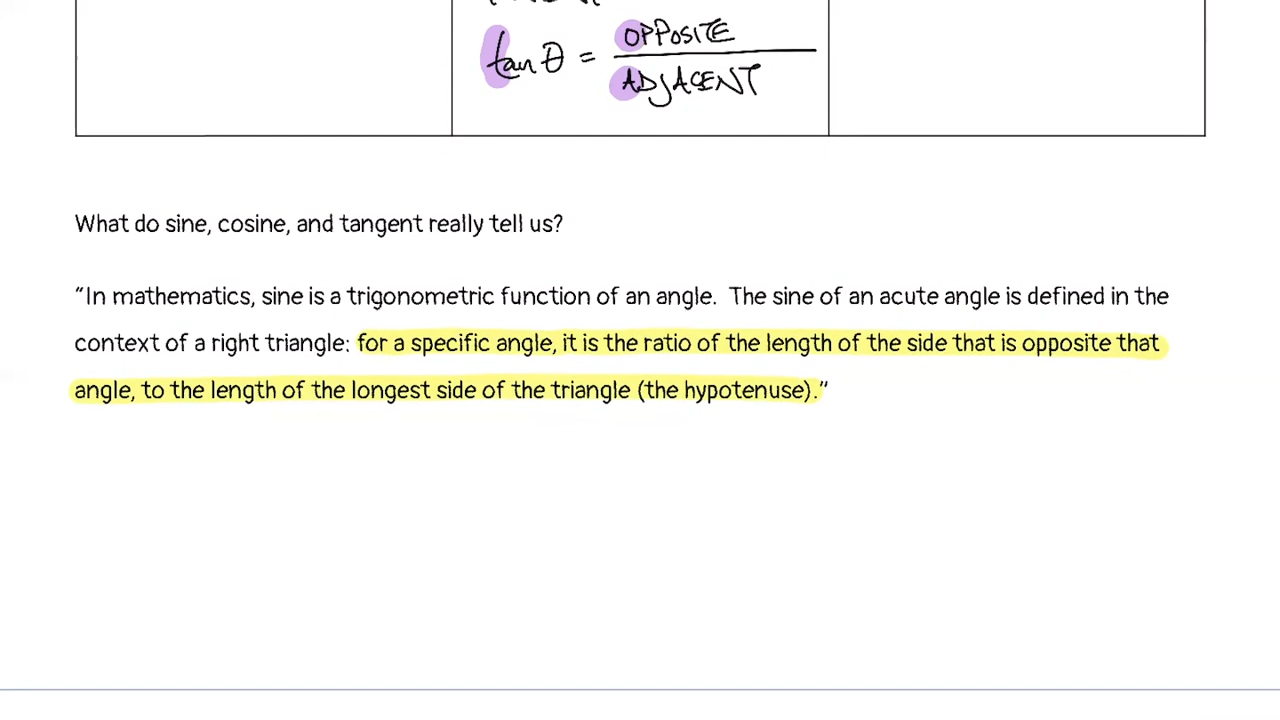 tan θ = OPPOSITE
ADJACENT
What do sine, cosine, and tangent really tell us?
“In mathematics, sine is a trigonometric function of an angle. The sine of an acute angle is defined in the
context of a right triangle: for a specific angle, it is the ratio of the length of the side that is opposite that
angle, to the length of the longest side of the triangle (the hypotenuse).”